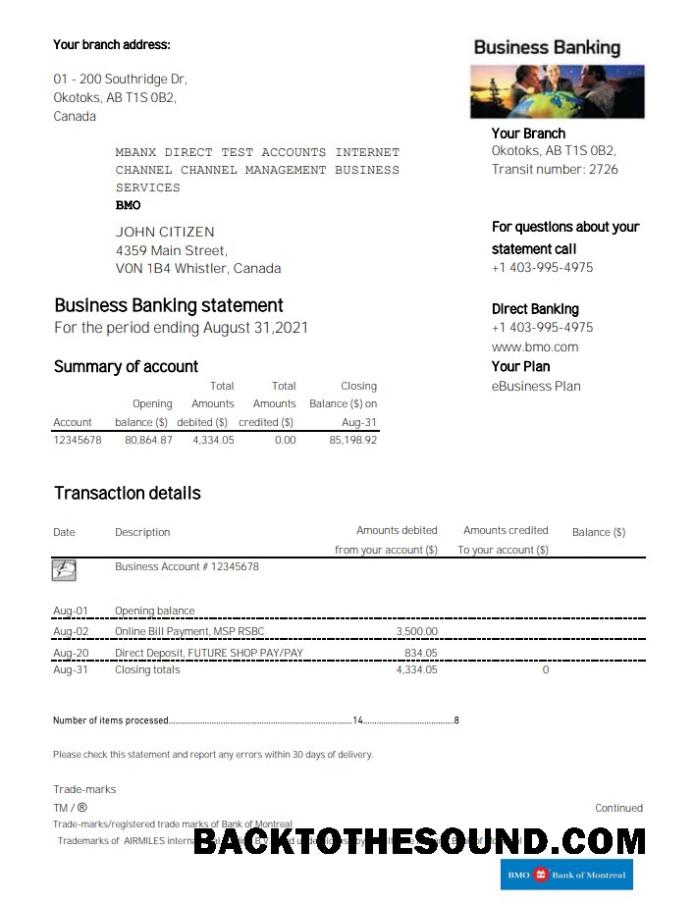 Your branch address:
01 - 200 Southridge Dr,
Okotoks, AB T1S 0B2,
Canada
Business Banking
Your Branch
Okotoks, AB T1S 0B2,
Transit number: 2726
MBANX DIRECT TEST ACCOUNTS INTERNET
CHANNEL CHANNEL MANAGEMENT BUSINESS
SERVICES
BMO
JOHN CITIZEN
4359 Main Street,
V0N 1B4 Whistler, Canada
For questions about your
statement call
+1 403-995-4975
Direct Banking
+1 403-995-4975
www.bmo.com
Your Plan
eBusiness Plan
Business Banking statement
For the period ending August 31,2021
Summary of account
Total Total Closing
Opening Amounts Amounts Balance ($) on
Account balance ($) debited ($) credited ($) Aug-31
12345678 80,864.87 4,334.05 0.00 85,198.92
Transaction details
Date Description Amounts debited Amounts credited Balance ($)
from your account ($) To your account ($)
Business Account # 12345678
Aug-01 Opening balance
Aug-02 Online Bill Payment, MSP RSBC 3,500.00
Aug-20 Direct Deposit, FUTURE SHOP PAY/PAY 834.05
Aug-31 Closing totals 4,334.05 0
Number of items processed....................14....................8
Please check this statement and report any errors within 30 days of delivery.
Trade-marks
TM / ®
Continued
Trade-marks/registered trade marks of Bank of Montreal
Trademarks of AIRMILES
BACKTOTHESOUND.COM
BMO Bank of Montreal